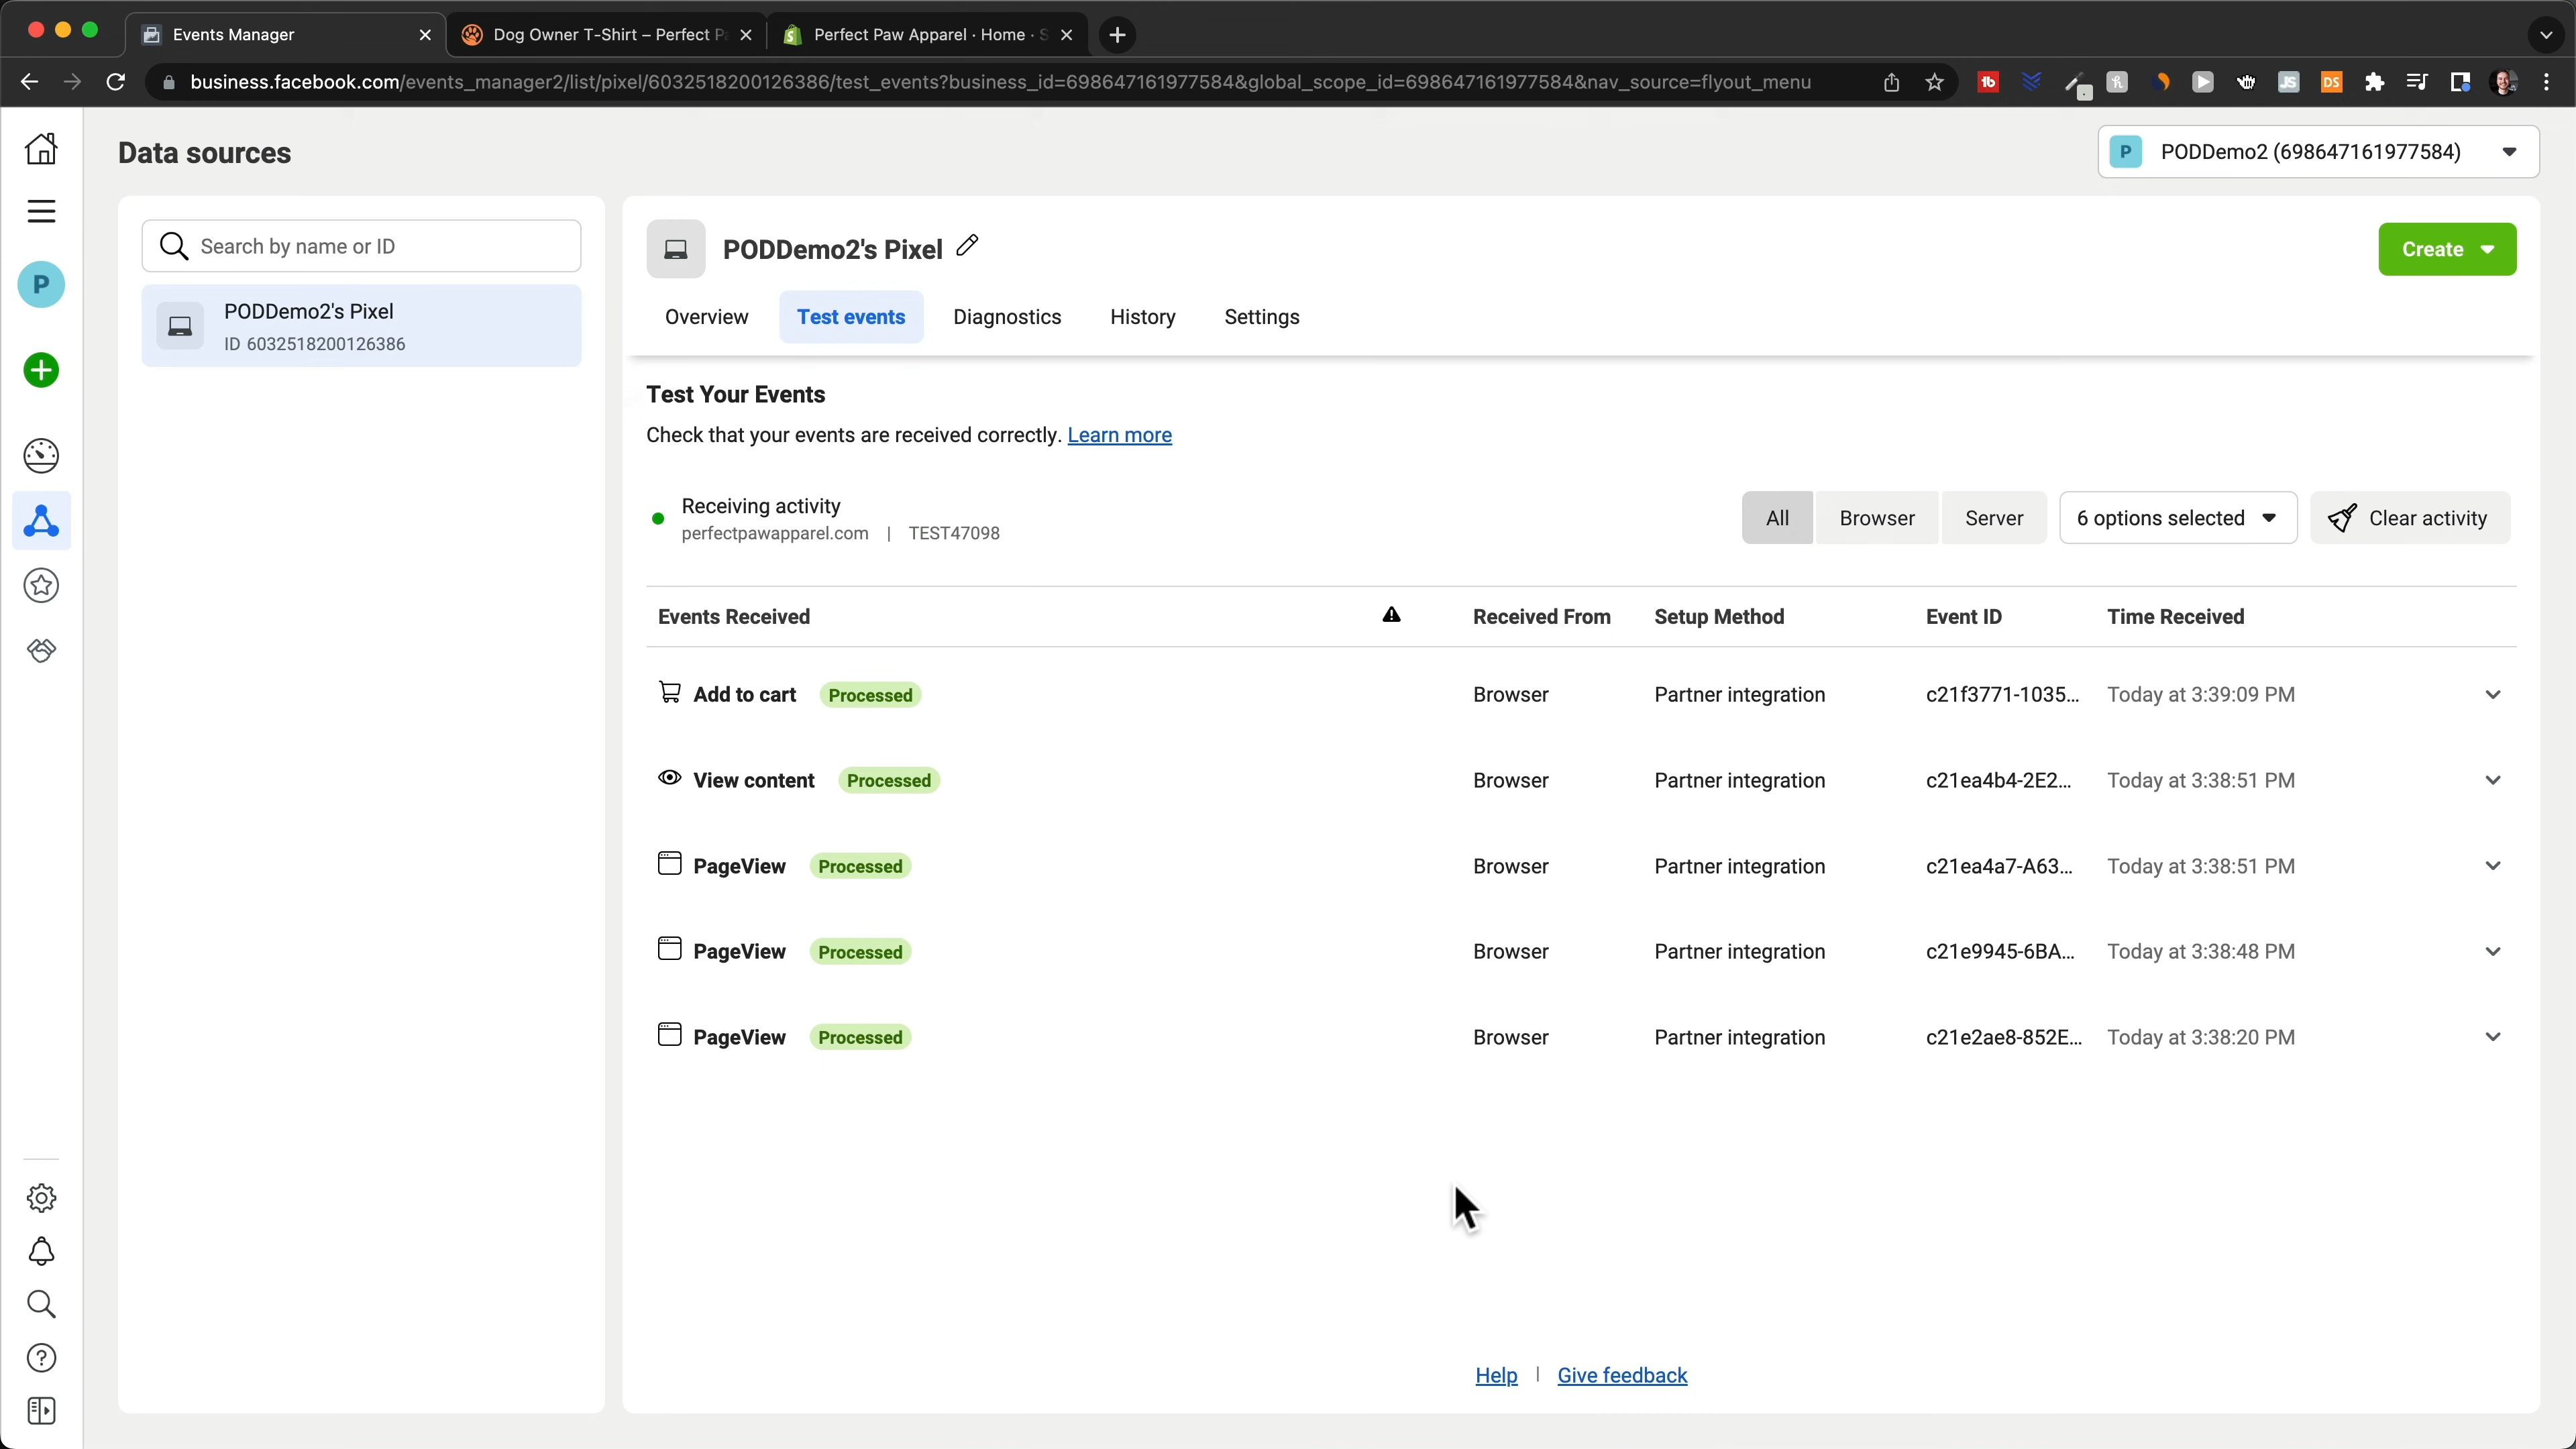 Events Manager
Dog Owner T-Shirt – Perfect P
Perfect Paw Apparel · Home · S
business.facebook.com/events_manager2/list/pixel/6032518200126386/test_events?business_id=698647161977584&global_scope_id=698647161977584&nav_source=flyout_menu
Data sources
P PODDemo2 (698647161977584)
P
Search by name or ID
PODDemo2's Pixel
ID 6032518200126386
PODDemo2's Pixel
Create
Overview Test events Diagnostics History Settings
Test Your Events
Check that your events are received correctly. Learn more
Receiving activity
perfectpawapparel.com | TEST47098
All Browser Server 6 options selected Clear activity
Events Received Received From Setup Method Event ID Time Received
Add to cart Processed Browser Partner integration c21f3771-1035... Today at 3:39:09 PM
View content Processed Browser Partner integration c21ea4b4-2E2... Today at 3:38:51 PM
PageView Processed Browser Partner integration c21ea4a7-A63... Today at 3:38:51 PM
PageView Processed Browser Partner integration c21e9945-6BA... Today at 3:38:48 PM
PageView Processed Browser Partner integration c21e2ae8-852E... Today at 3:38:20 PM
Help | Give feedback